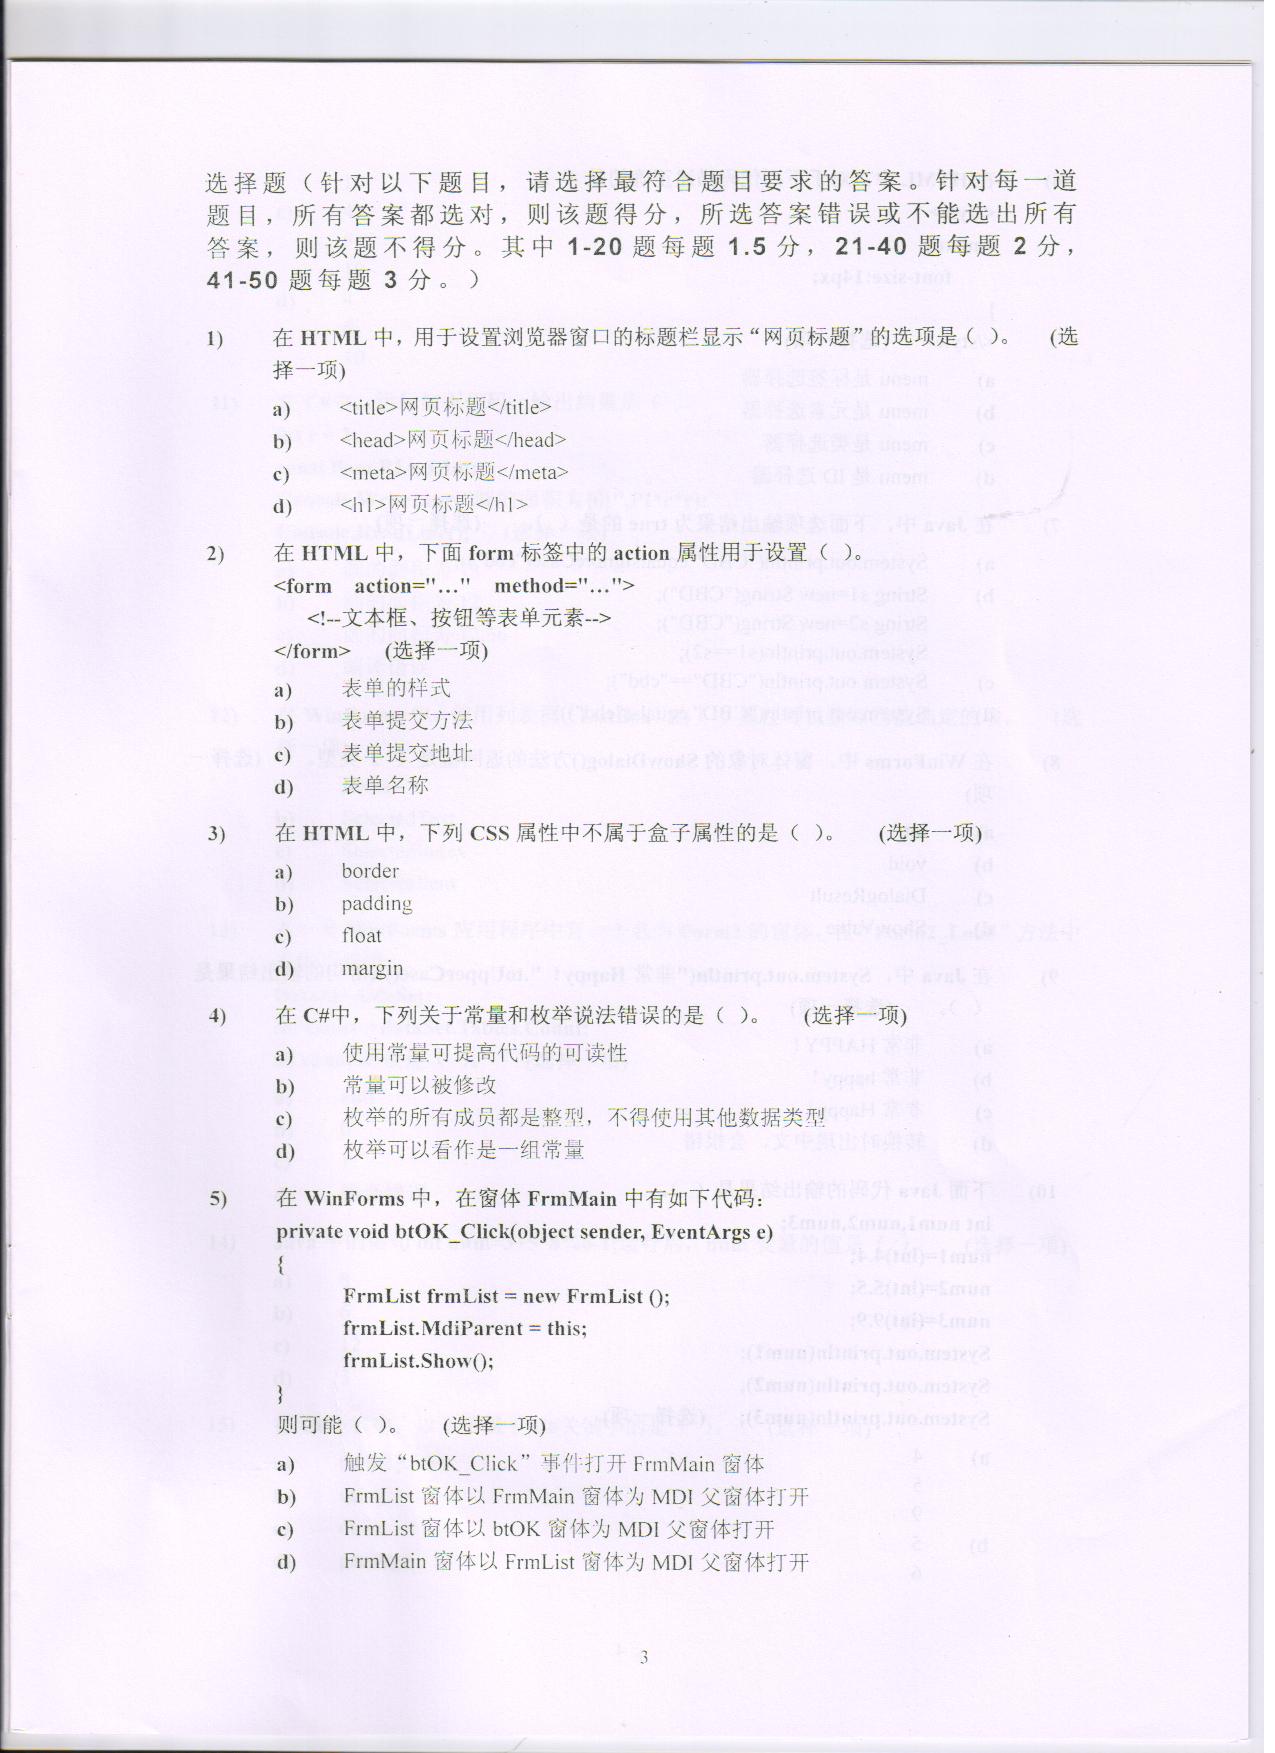 选择题（针对以下题目，请选择最符合题目要求的答案。针对每一道
题目，所有答案都选对，则该题得分，所选答案错误或不能选出所有
答案，则该题不得分。其中 1-20 题每题 1.5 分，21-40 题每题 2 分，
41-50 题每题 3 分。）
1) 在 HTML 中，用于设置浏览器窗口的标题栏显示“网页标题”的选项是（ ）。 (选
择一项)
a) <title>网页标题</title>
b) <head>网页标题</head>
c) <meta>网页标题</meta>
d) <h1>网页标题</h1>
2) 在 HTML 中，下面 form 标签中的 action 属性用于设置（ ）。
<form action="…" method="…">
<!--文本框、按钮等表单元素-->
</form> (选择一项)
a) 表单的样式
b) 表单提交方法
c) 表单提交地址
d) 表单名称
3) 在 HTML 中，下列 CSS 属性中不属于盒子属性的是（ ）。 (选择一项)
a) border
b) padding
c) float
d) margin
4) 在 C#中，下列关于常量和枚举说法错误的是（ ）。 (选择一项)
a) 使用常量可提高代码的可读性
b) 常量可以被修改
c) 枚举的所有成员都是整型，不得使用其他数据类型
d) 枚举可以看作是一组常量
5) 在 WinForms 中，在窗体 FrmMain 中有如下代码：
private void btOK_Click(object sender, EventArgs e)
{
FrmList frmList = new FrmList ();
frmList.MdiParent = this;
frmList.Show();
}
则可能（ ）。 (选择一项)
a) 触发“btOK_Click”事件打开 FrmMain 窗体
b) FrmList 窗体以 FrmMain 窗体为 MDI 父窗体打开
c) FrmList 窗体以 btOK 窗体为 MDI 父窗体打开
d) FrmMain 窗体以 FrmList 窗体为 MDI 父窗体打开
3